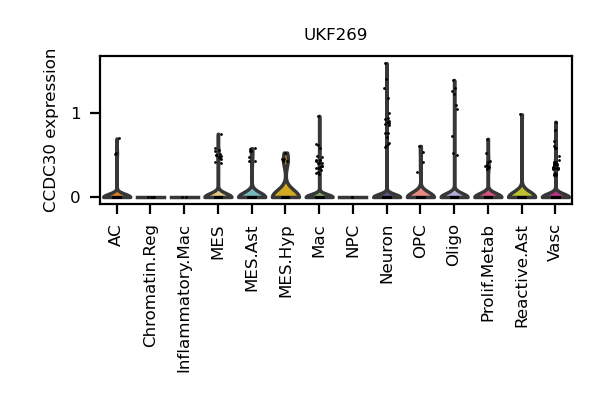 UKF269
CCDC30 expression
1
0
AC
Chromatin.Reg
Inflammatory.Mac
MES
MES.Ast
MES.Hyp
Mac
NPC
Neuron
OPC
Oligo
Prolif.Metab
Reactive.Ast
Vasc